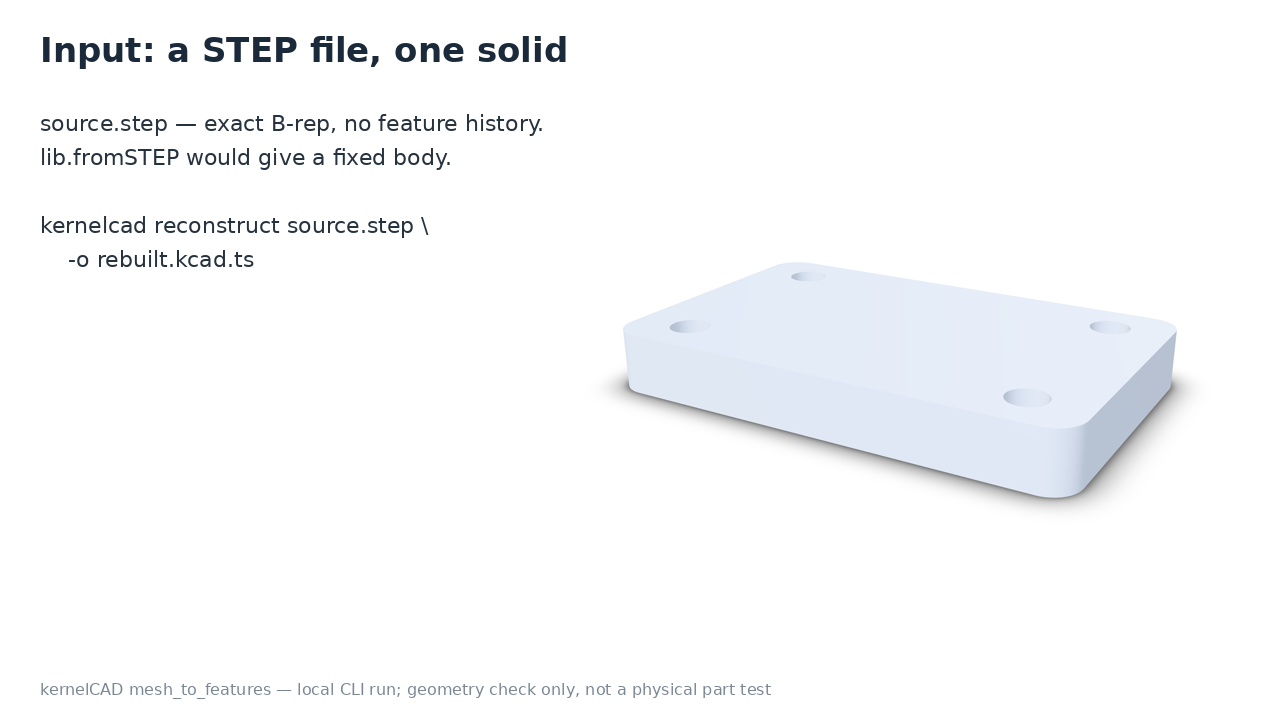 Input: a STEP file, one solid
source.step — exact B-rep, no feature history.
lib.fromSTEP would give a fixed body.
kernelcad reconstruct source.step \
-o rebuilt.kcad.ts
kernelCAD mesh_to_features — local CLI run; geometry check only, not a physical part test